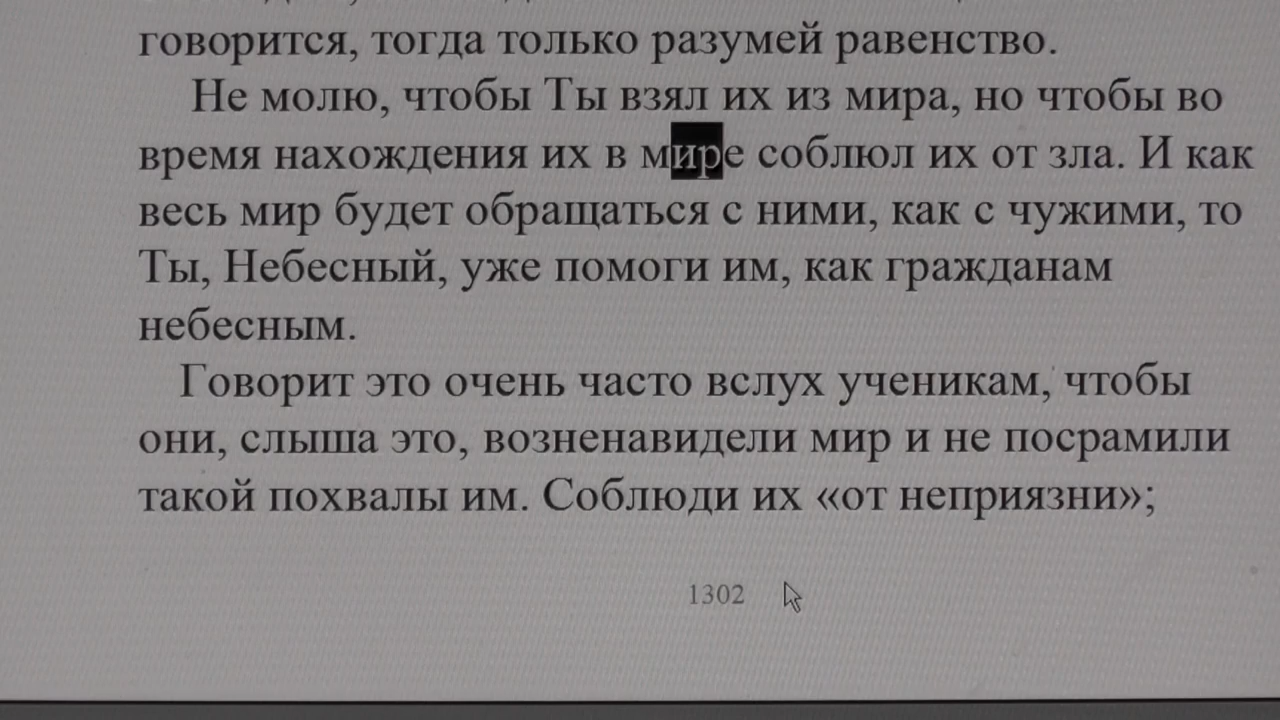 говорится, тогда только разумей равенство.
Не молю, чтобы Ты взял их из мира, но чтобы во
время нахождения их в мире соблюл их от зла. И как
весь мир будет обращаться с ними, как с чужими, то
Ты, Небесный, уже помоги им, как гражданам
небесным.
Говорит это очень часто вслух ученикам, чтобы
они, слыша это, возненавидели мир и не посрамили
такой похвалы им. Соблюди их «от неприязни»;
1302